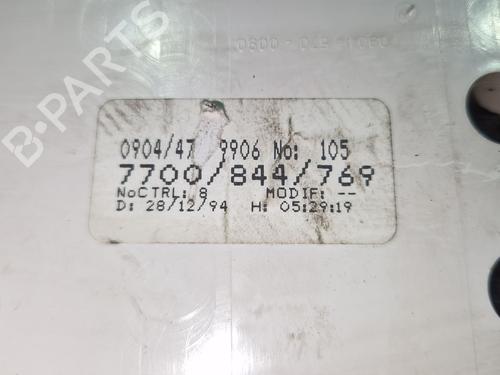 0904/47 9906 No: 105
7700/844/769
NoCTRL: 8 MODIF: --
D: 28/12/94 H: 05:29:19
B-PARTS